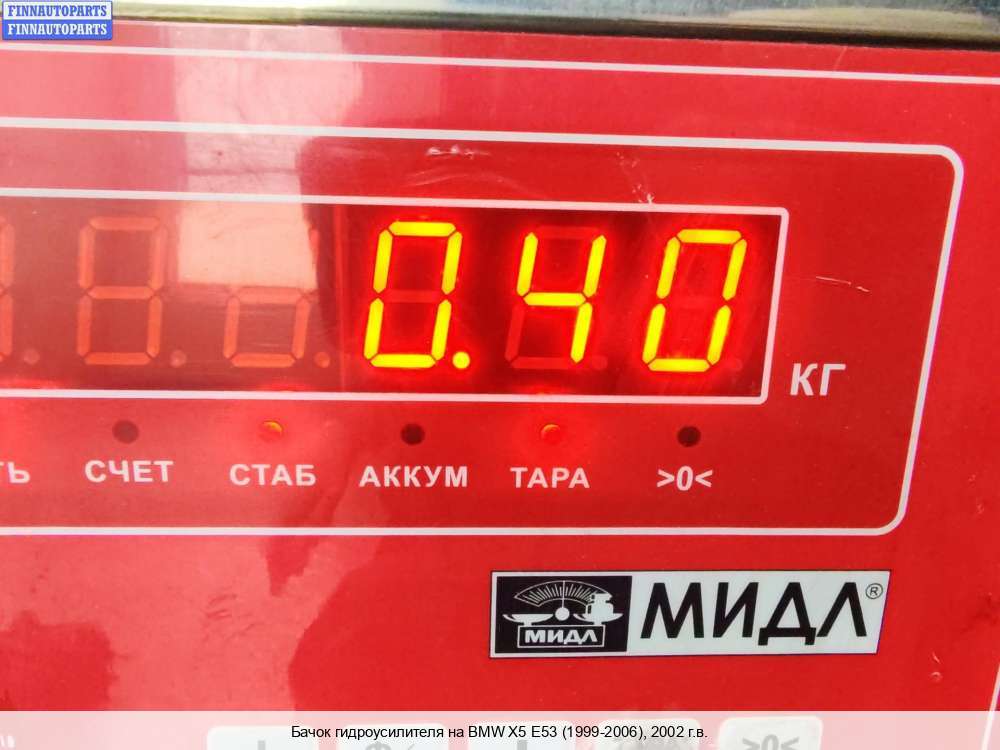 FINNAUTOPARTS
FINNAUTOPARTS
0.40
КГ
СЧЕТ СТАБ АККУМ ТАРА >0<
МИДЛ МИДЛ®
>0<
Бачок гидроусилителя на BMW X5 E53 (1999-2006), 2002 г.в.